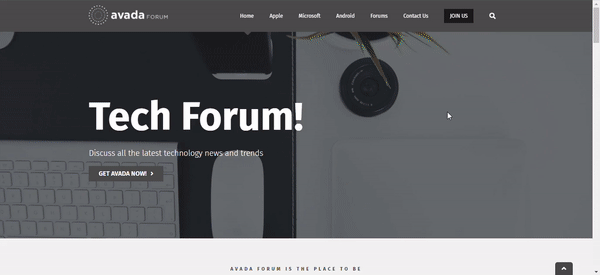 avada FORUM
Home Apple Microsoft Android Forums Contact Us JOIN US
Tech Forum!
Discuss all the latest technology news and trends
GET AVADA NOW!
AVADA FORUM IS THE PLACE TO BE